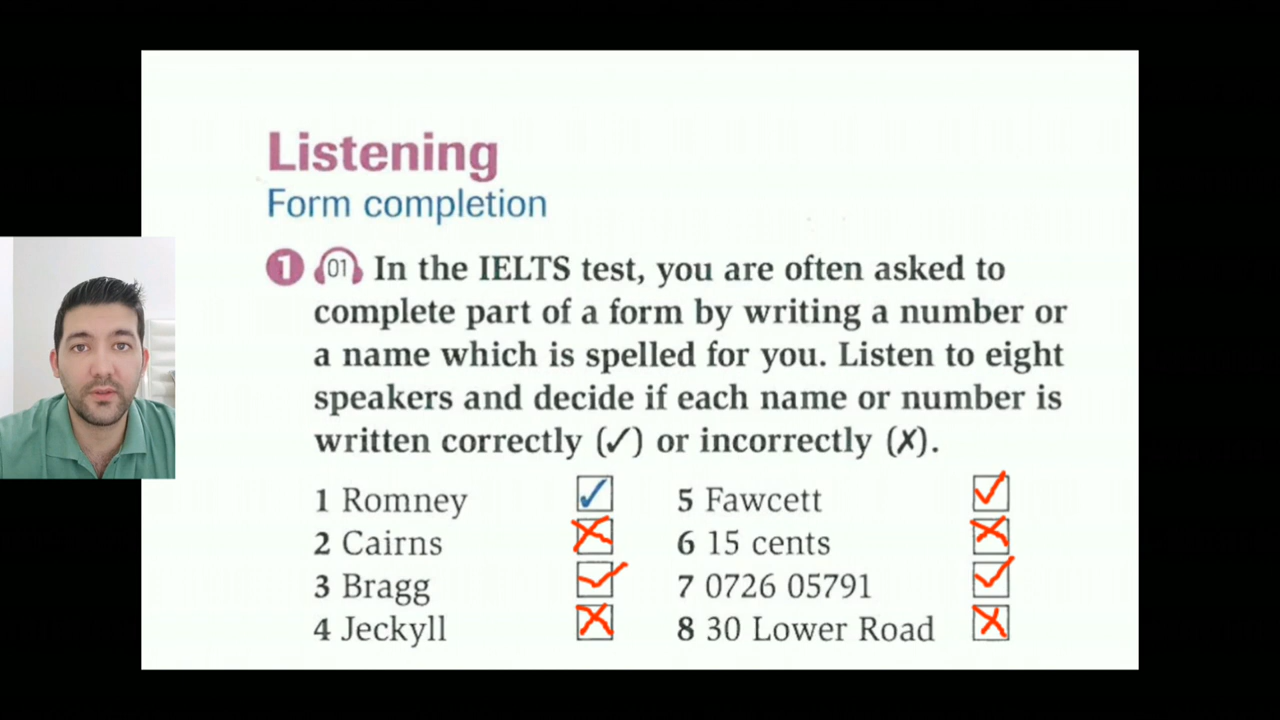 Listening
Form completion
1 01 In the IELTS test, you are often asked to
complete part of a form by writing a number or
a name which is spelled for you. Listen to eight
speakers and decide if each name or number is
written correctly (✓) or incorrectly (✗).
1 Romney ✓
2 Cairns ✗
3 Bragg ✓
4 Jeckyll ✗
5 Fawcett ✓
6 15 cents ✗
7 0726 05791 ✓
8 30 Lower Road ✗